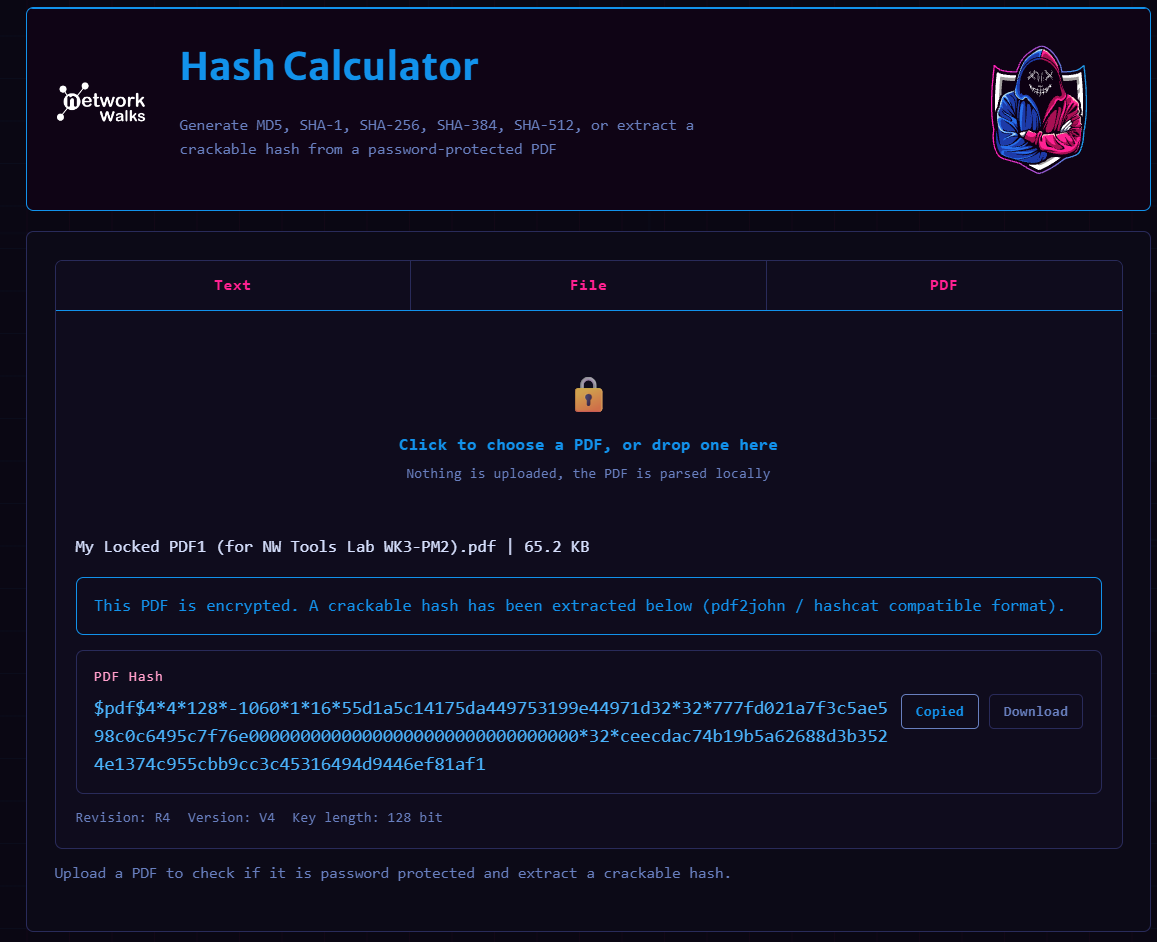 network
Walks
Hash Calculator
Generate MD5, SHA-1, SHA-256, SHA-384, SHA-512, or extract a
crackable hash from a password-protected PDF
Text
File
PDF
Click to choose a PDF, or drop one here
Nothing is uploaded, the PDF is parsed locally
My Locked PDF1 (for NW Tools Lab WK3-PM2).pdf | 65.2 KB
This PDF is encrypted. A crackable hash has been extracted below (pdf2john / hashcat compatible format).
PDF Hash
$pdf$4*4*128*-1060*1*16*55d1a5c14175da449753199e44971d32*32*777fd021a7f3c5ae5
98c0c6495c7f76e00000000000000000000000000000000*32*ceecdac74b19b5a62688d3b352
4e1374c955cbb9cc3c45316494d9446ef81af1
Copied
Download
Revision: R4 Version: V4 Key length: 128 bit
Upload a PDF to check if it is password protected and extract a crackable hash.